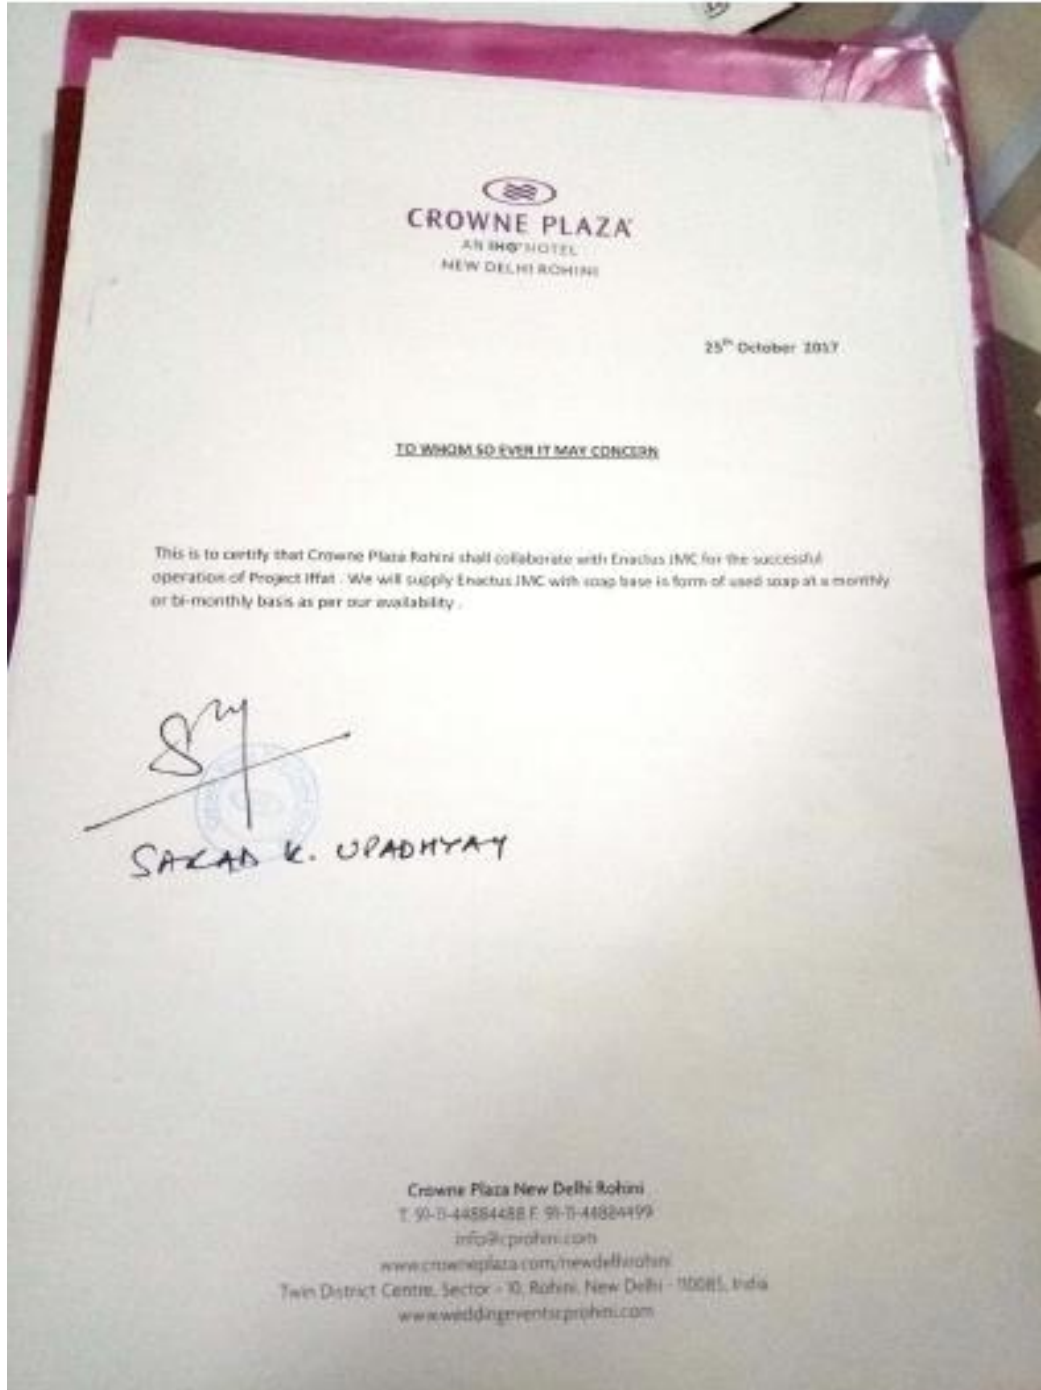 CROWNE PLAZA
AN IHG® HOTEL
NEW DELHI ROHINI
25th October 2017
TO WHOM SO EVER IT MAY CONCERN
This is to certify that Crowne Plaza Rohini shall collaborate with Enactus JMC for the successful
operation of Project Iffat . We will supply Enactus JMC with soap base is form of used soap at a monthly
or bi-monthly basis as per our availability .
SARAD K. UPADHYAY
Crowne Plaza New Delhi Rohini
T. 91-11-44884488 F. 91-11-44884499
info@cprohini.com
www.crowneplaza.com/newdelhirohini
Twin District Centre, Sector - 10, Rohini, New Delhi - 110085, India
www.weddingeventscprohini.com